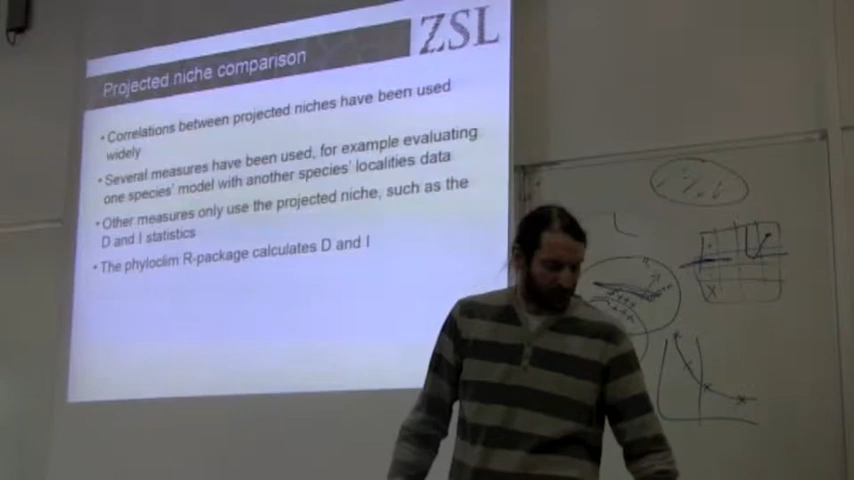 ZSL
Projected niche comparison
• Correlations between projected niches have been used
widely
• Several measures have been used, for example evaluating
one species' model with another species' localities data
• Other measures only use the projected niche, such as the
D and I statistics
• The phyloclim R-package calculates D and I